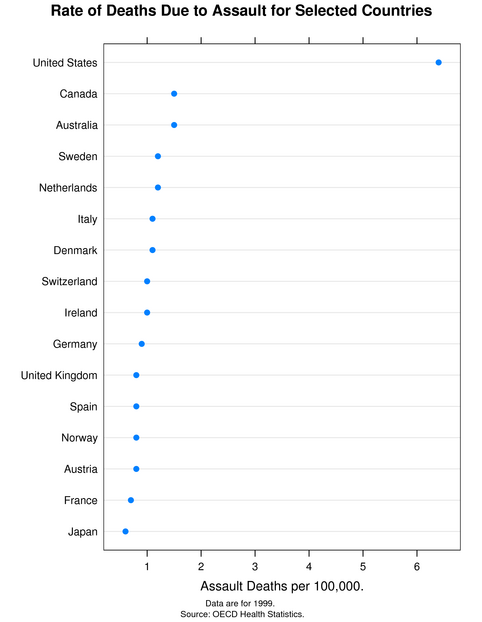 Rate of Deaths Due to Assault for Selected Countries
United States
Canada
Australia
Sweden
Netherlands
Italy
Denmark
Switzerland
Ireland
Germany
United Kingdom
Spain
Norway
Austria
France
Japan
1 2 3 4 5 6
Assault Deaths per 100,000.
Data are for 1999.
Source: OECD Health Statistics.